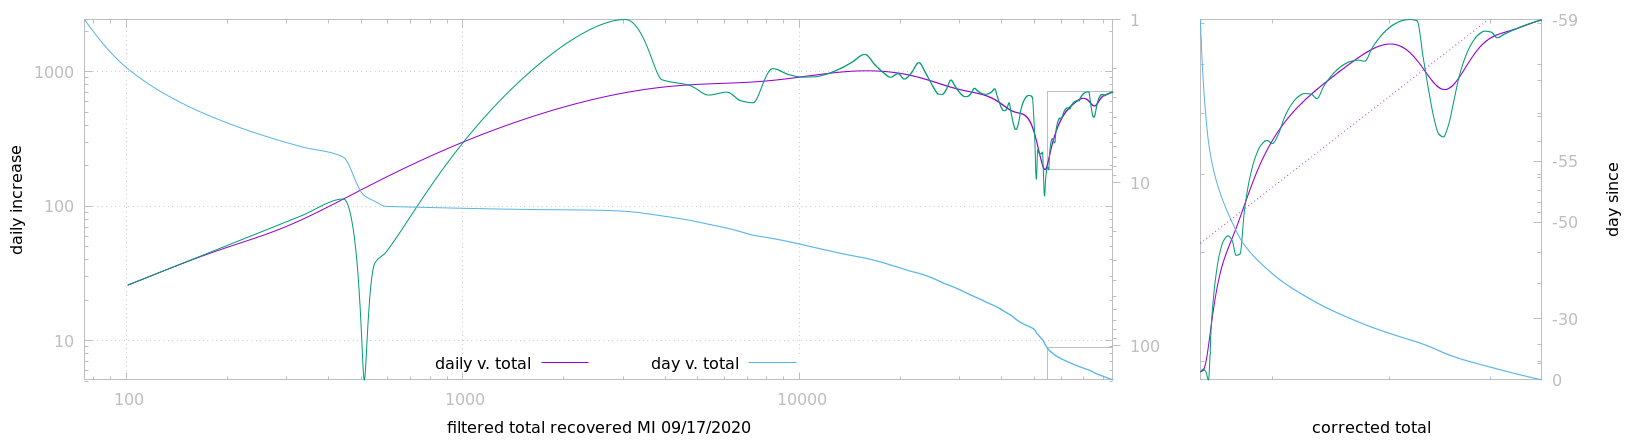 1000
100
10
daily increase
100
1000
10000
filtered total recovered MI 09/17/2020
daily v. total
day v. total
1
10
100
-59
-55
-50
-30
0
day since
corrected total